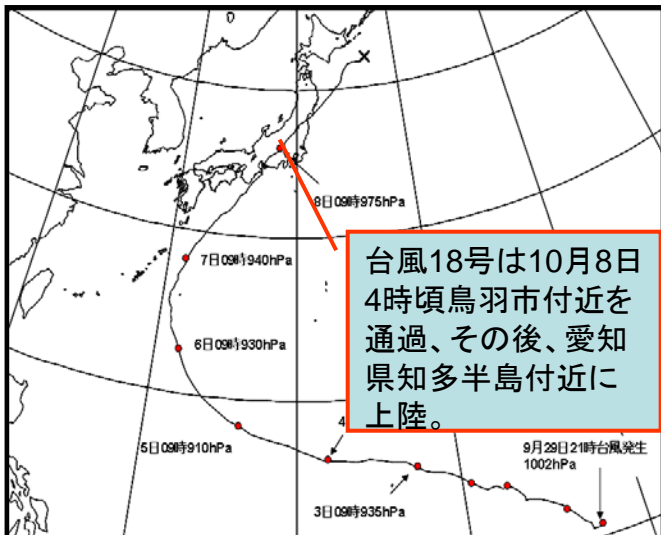 8日09時975hPa
7日09時940hPa
台風18号は10月8日
4時頃鳥羽市付近を
通過、その後、愛知
県知多半島付近に
上陸。
6日09時930hPa
5日09時910hPa
4
9月29日21時台風発生
1002hPa
3日09時935hPa